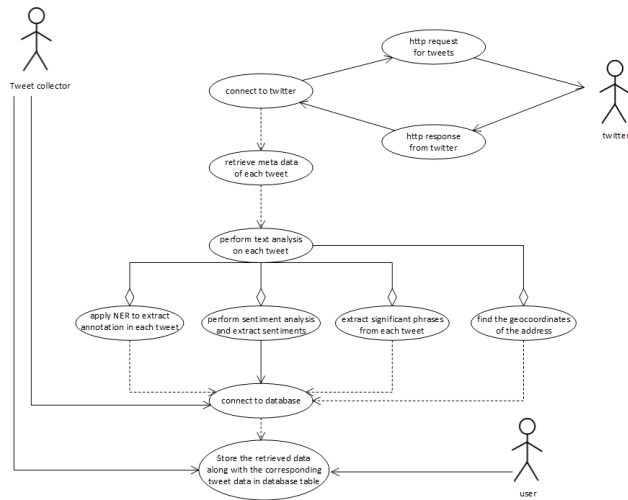 Tweet collector
http request
for tweets
connect to twitter
twitter
http response
from twitter
retrieve meta data
of each tweet
perform text analysis
on each tweet
apply NER to extract
annotation in each tweet
perform sentiment analysis
and extract sentiments
extract significant phrases
from each tweet
find the geocoordinates
of the address
connect to database
Store the retrieved data
along with the corresponding
tweet data in database table
user